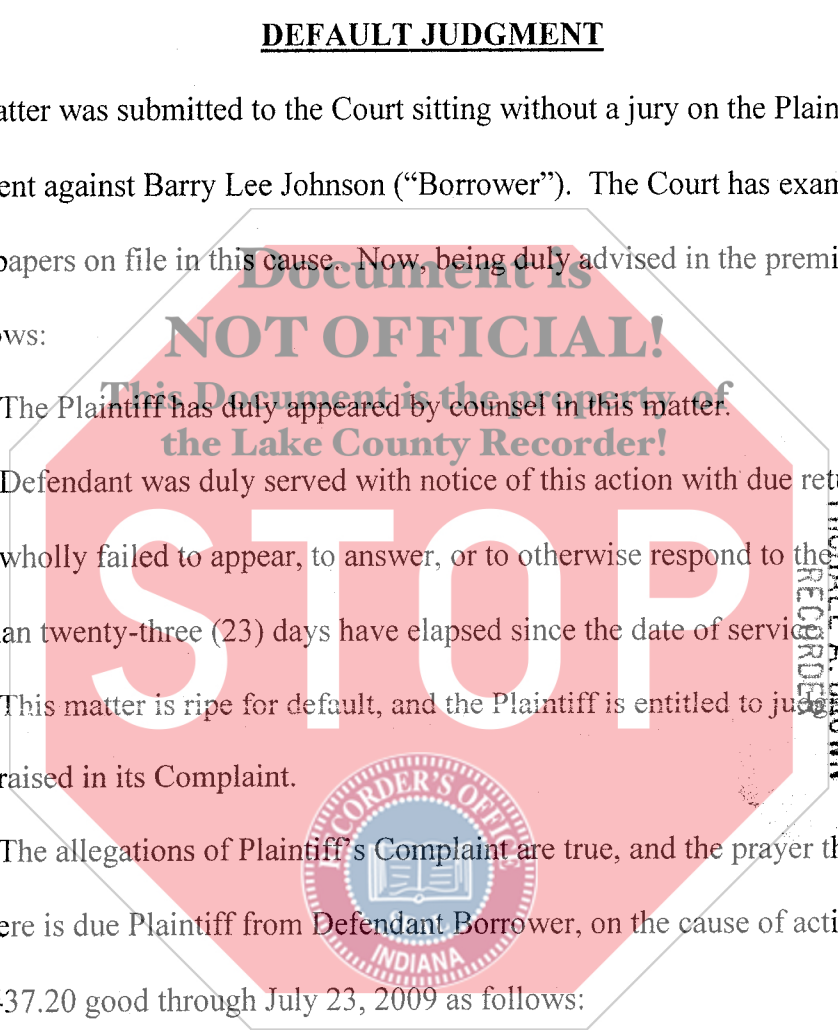 DEFAULT JUDGMENT
atter was submitted to the Court sitting without a jury on the Plain
ent against Barry Lee Johnson (“Borrower”). The Court has exam
papers on file in this cause. Now, being duly advised in the premi
ows:
The Plaintiff has duly appeared by counsel in this matter.
Defendant was duly served with notice of this action with due retu
wholly failed to appear, to answer, or to otherwise respond to the
an twenty-three (23) days have elapsed since the date of service
This matter is ripe for default, and the Plaintiff is entitled to judg
raised in its Complaint.
The allegations of Plaintiff’s Complaint are true, and the prayer th
ere is due Plaintiff from Defendant Borrower, on the cause of acti
37.20 good through July 23, 2009 as follows:
Document is
NOT OFFICIAL!
This Document is the property of
the Lake County Recorder!
STOP
RECORDER'S OFFICE
INDIANA
RECORDER